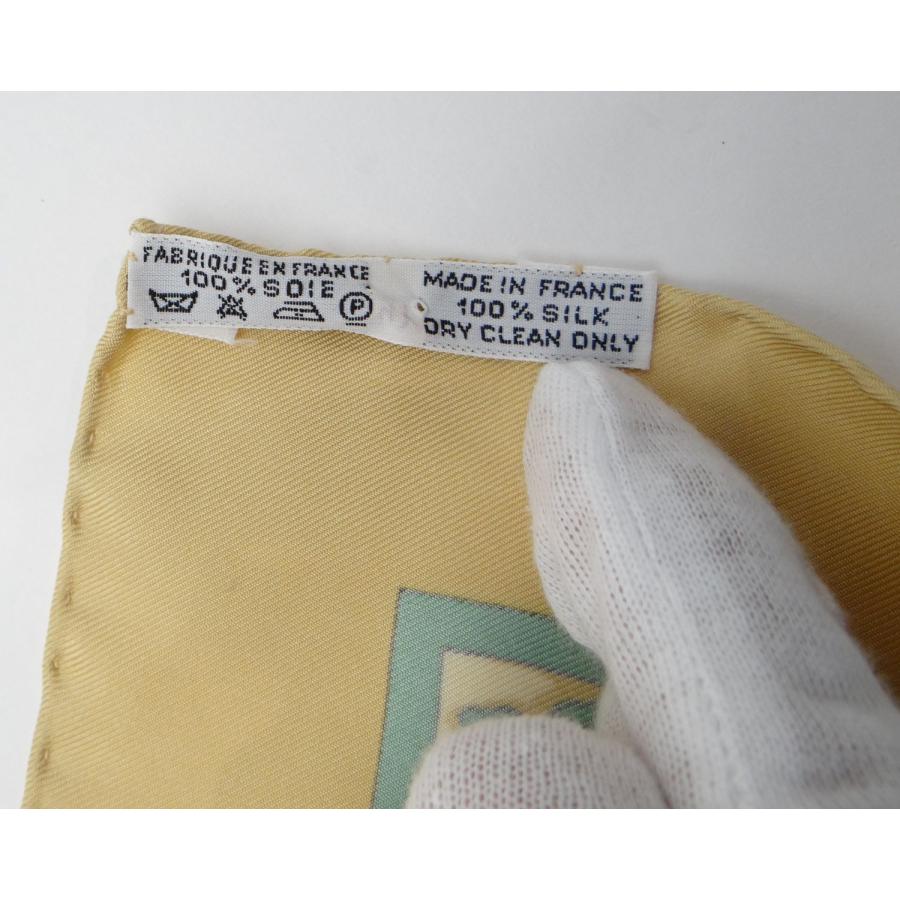 FABRIQUE EN FRANCE
100% SOIE
P
MADE IN FRANCE
100% SILK
DRY CLEAN ONLY